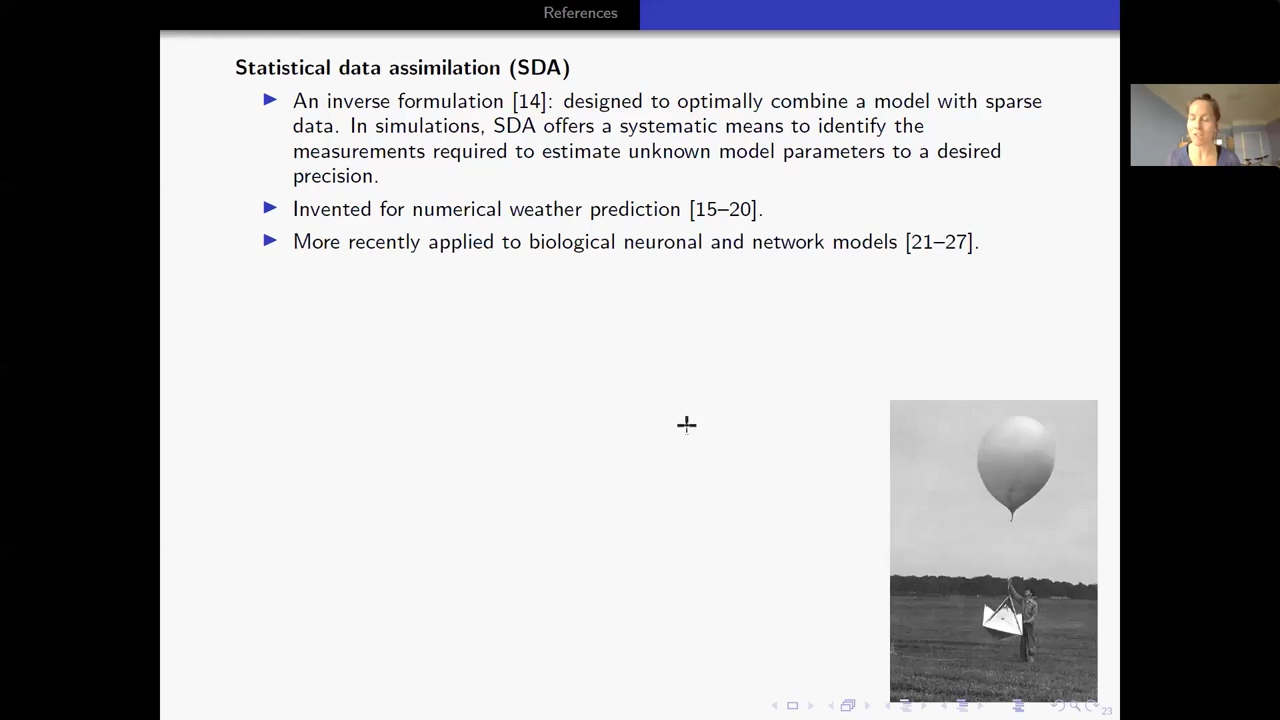 References
Statistical data assimilation (SDA)
An inverse formulation [14]: designed to optimally combine a model with sparse
data. In simulations, SDA offers a systematic means to identify the
measurements required to estimate unknown model parameters to a desired
precision.
Invented for numerical weather prediction [15–20].
More recently applied to biological neuronal and network models [21–27].
23